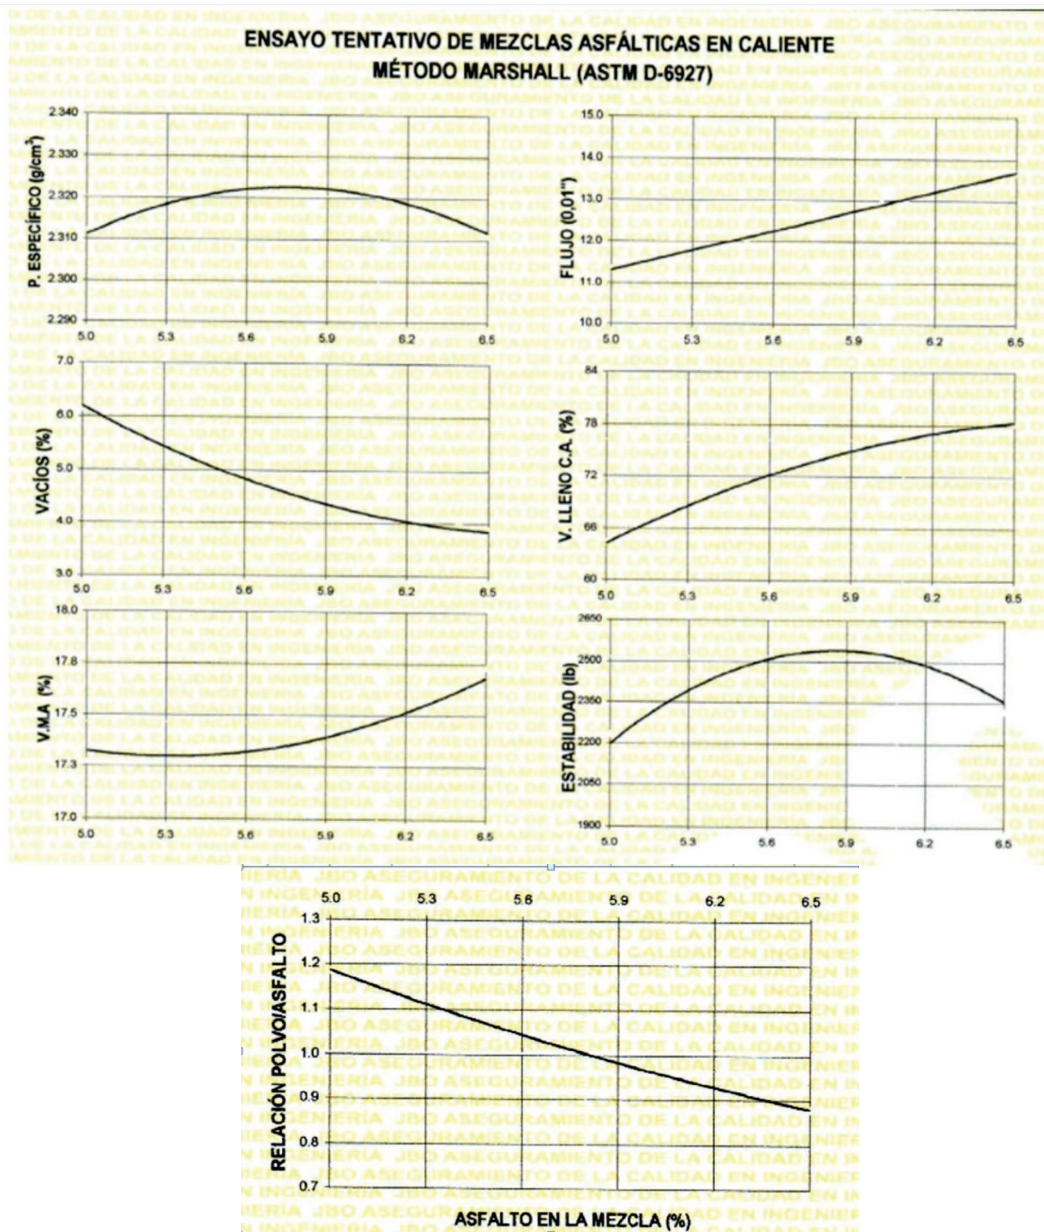 ENSAYO TENTATIVO DE MEZCLAS ASFÁLTICAS EN CALIENTE
MÉTODO MARSHALL (ASTM D-6927)
P. ESPECÍFICO (g/cm³)
2.340
2.330
2.320
2.310
2.300
2.290
5.0 5.3 5.6 5.9 6.2 6.5
FLUJO (0,01")
15.0
14.0
13.0
12.0
11.0
10.0
5.0 5.3 5.6 5.9 6.2 6.5
VACÍOS (%)
7.0
6.0
5.0
4.0
3.0
5.0 5.3 5.6 5.9 6.2 6.5
V. LLENO C.A. (%)
84
78
72
66
60
5.0 5.3 5.6 5.9 6.2 6.5
V.M.A (%)
18.0
17.8
17.5
17.3
17.0
5.0 5.3 5.6 5.9 6.2 6.5
ESTABILIDAD (lb)
2650
2500
2350
2200
2050
1900
5.0 5.3 5.6 5.9 6.2 6.5
5.0 5.3 5.6 5.9 6.2 6.5
RELACIÓN POLVO/ASFALTO
1.3
1.2
1.1
1.0
0.9
0.8
0.7
ASFALTO EN LA MEZCLA (%)
JBO ASEGURAMIENTO DE LA CALIDAD EN INGENIERÍA